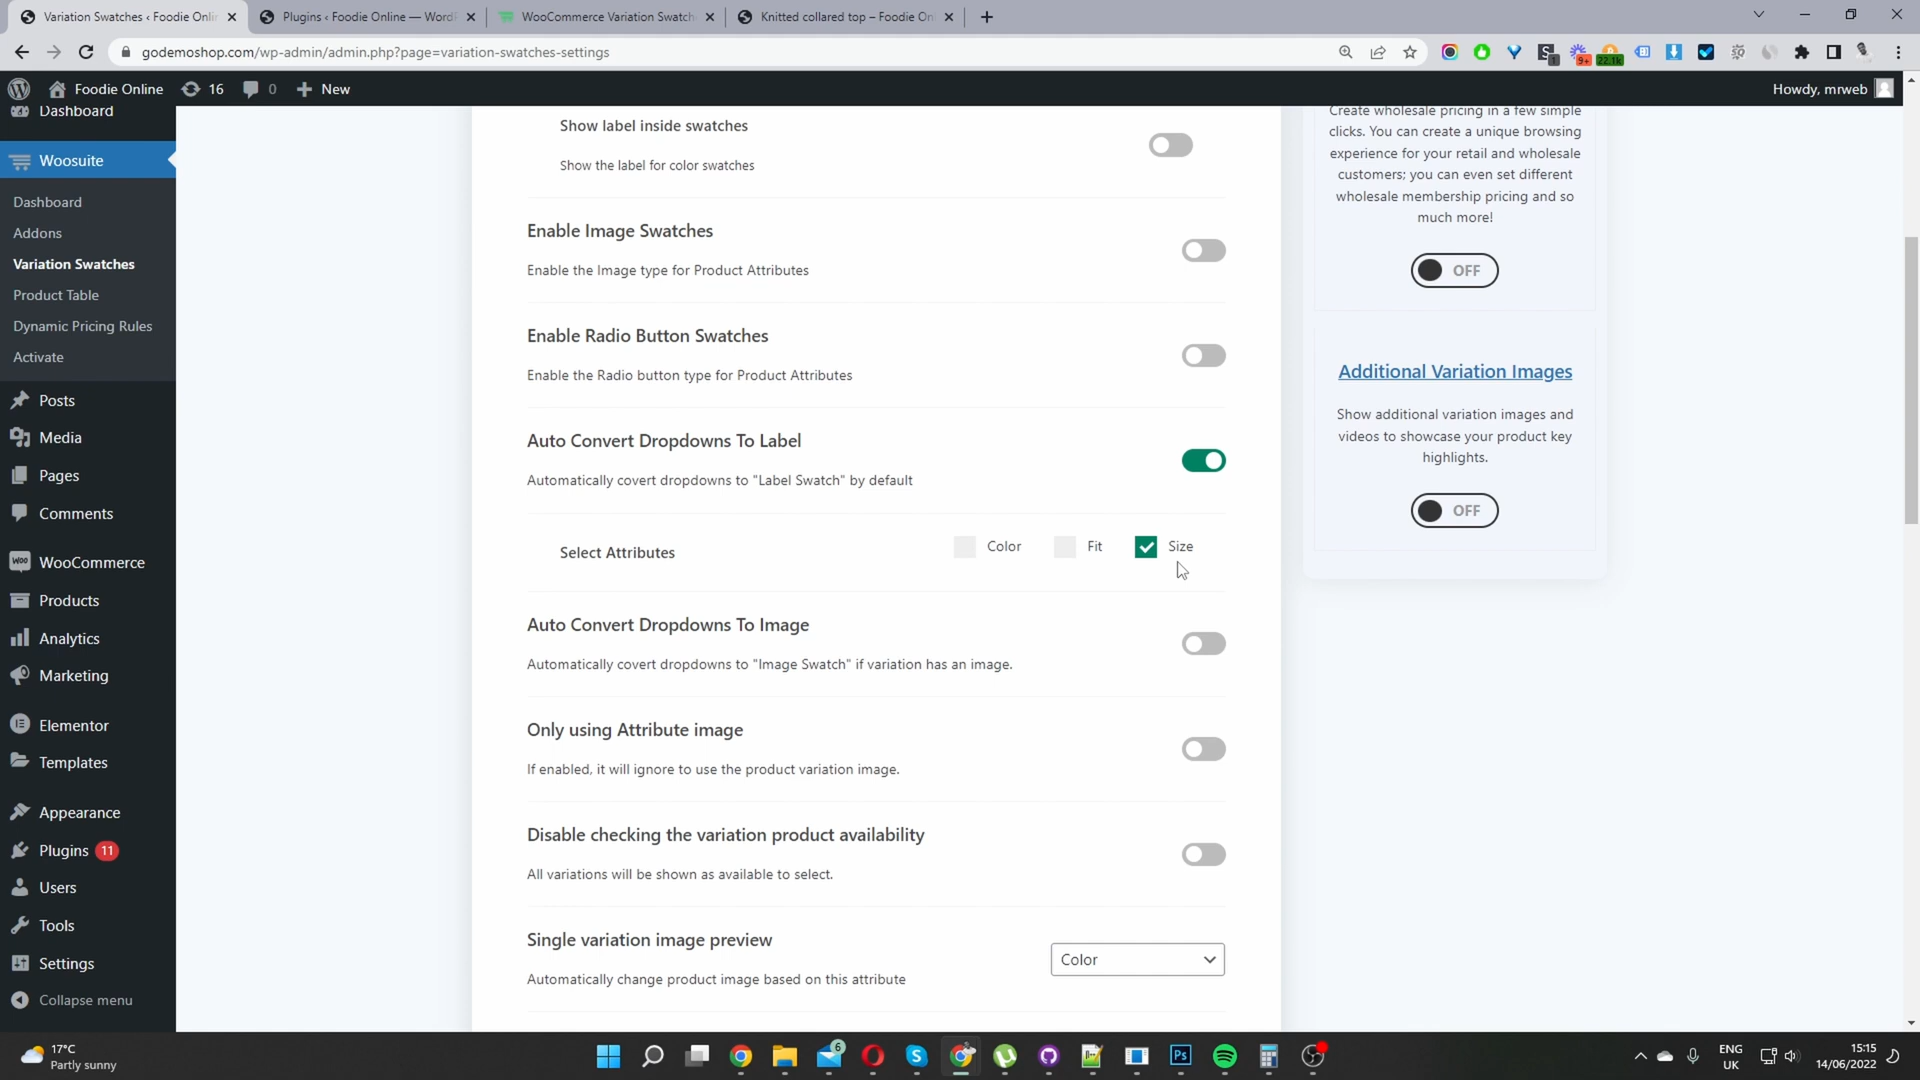 Variation Swatches ‹ Foodie Onlin
Plugins ‹ Foodie Online — WordP
WooCommerce Variation Swatch
Knitted collared top – Foodie On
godemoshop.com/wp-admin/admin.php?page=variation-swatches-settings
1
9+
22.1k
Foodie Online
16
0
New
Howdy, mrweb
Dashboard
Woosuite
Dashboard
Addons
Variation Swatches
Product Table
Dynamic Pricing Rules
Activate
Posts
Media
Pages
Comments
WooCommerce
Products
Analytics
Marketing
Elementor
Templates
Appearance
Plugins 11
Users
Tools
Settings
Collapse menu
Show label inside swatches
Show the label for color swatches
Enable Image Swatches
Enable the Image type for Product Attributes
Enable Radio Button Swatches
Enable the Radio button type for Product Attributes
Auto Convert Dropdowns To Label
Automatically covert dropdowns to "Label Swatch" by default
Select Attributes
Color
Fit
Size
Auto Convert Dropdowns To Image
Automatically covert dropdowns to "Image Swatch" if variation has an image.
Only using Attribute image
If enabled, it will ignore to use the product variation image.
Disable checking the variation product availability
All variations will be shown as available to select.
Single variation image preview
Automatically change product image based on this attribute
Color
Create wholesale pricing in a few simple
clicks. You can create a unique browsing
experience for your retail and wholesale
customers; you can even set different
wholesale membership pricing and so
much more!
OFF
Additional Variation Images
Show additional variation images and
videos to showcase your product key
highlights.
OFF
17°C
Partly sunny
6
Ps
ENG
UK
15:15
14/06/2022